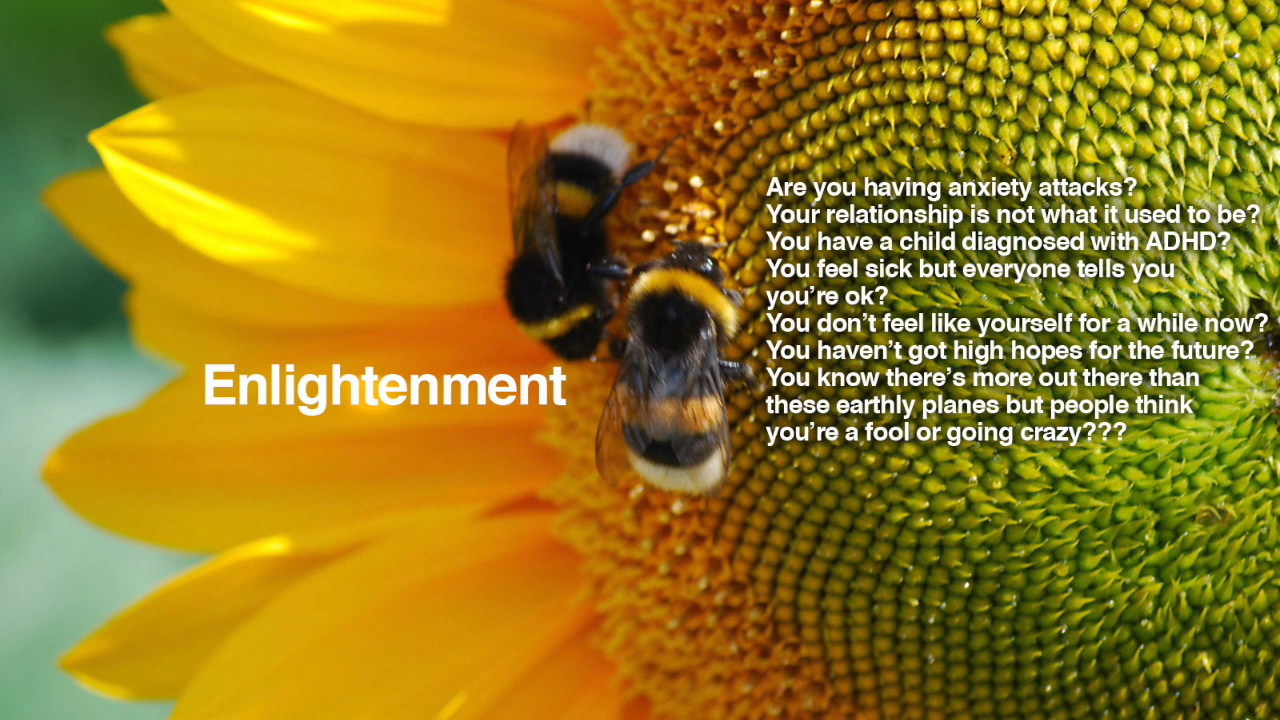 Enlightenment
Are you having anxiety attacks?
Your relationship is not what it used to be?
You have a child diagnosed with ADHD?
You feel sick but everyone tells you
you’re ok?
You don’t feel like yourself for a while now?
You haven’t got high hopes for the future?
You know there’s more out there than
these earthly planes but people think
you’re a fool or going crazy???